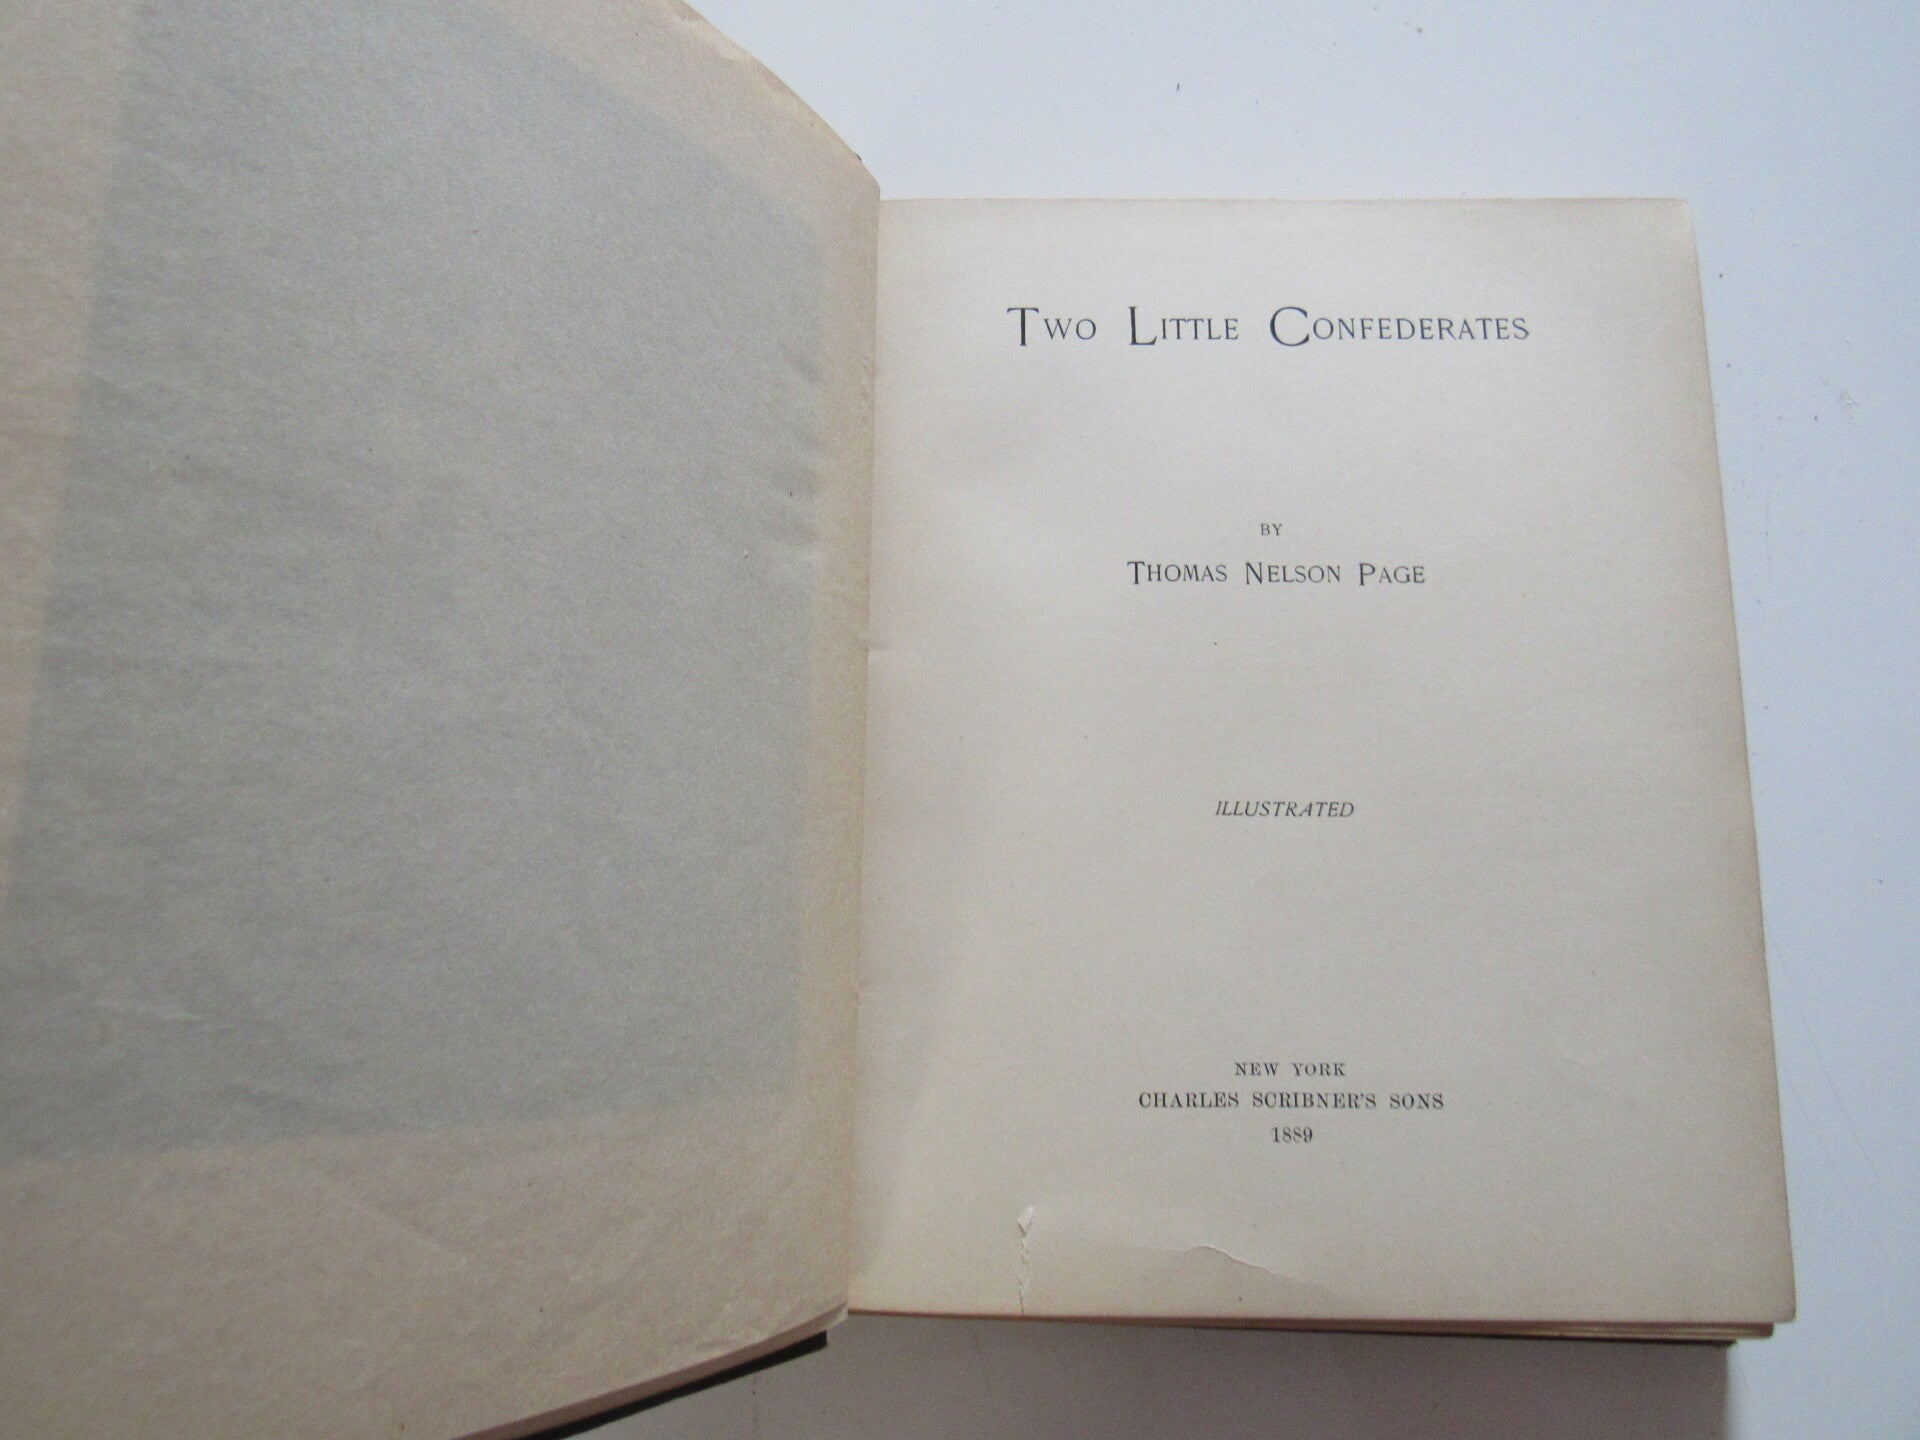 TWO LITTLE CONFEDERATES
BY
THOMAS NELSON PAGE
ILLUSTRATED
NEW YORK
CHARLES SCRIBNER'S SONS
1889